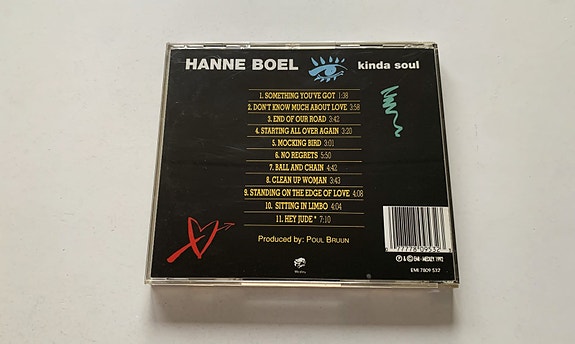 HANNE BOEL kinda soul
1. SOMETHING YOU'VE GOT 1:38
2. DON'T KNOW MUCH ABOUT LOVE 3:58
3. END OF OUR ROAD 3:42
4. STARTING ALL OVER AGAIN 3:20
5. MOCKING BIRD 3:01
6. NO REGRETS 5:50
7. BALL AND CHAIN 4:42
8. CLEAN UP WOMAN 3:43
9. STANDING ON THE EDGE OF LOVE 4:08
10. SITTING IN LIMBO 4:04
11. HEY JUDE * 7:10
Produced by: POUL BRUUN
Medley
℗ & © EMI - MEDLEY 1992
EMI 7809 532